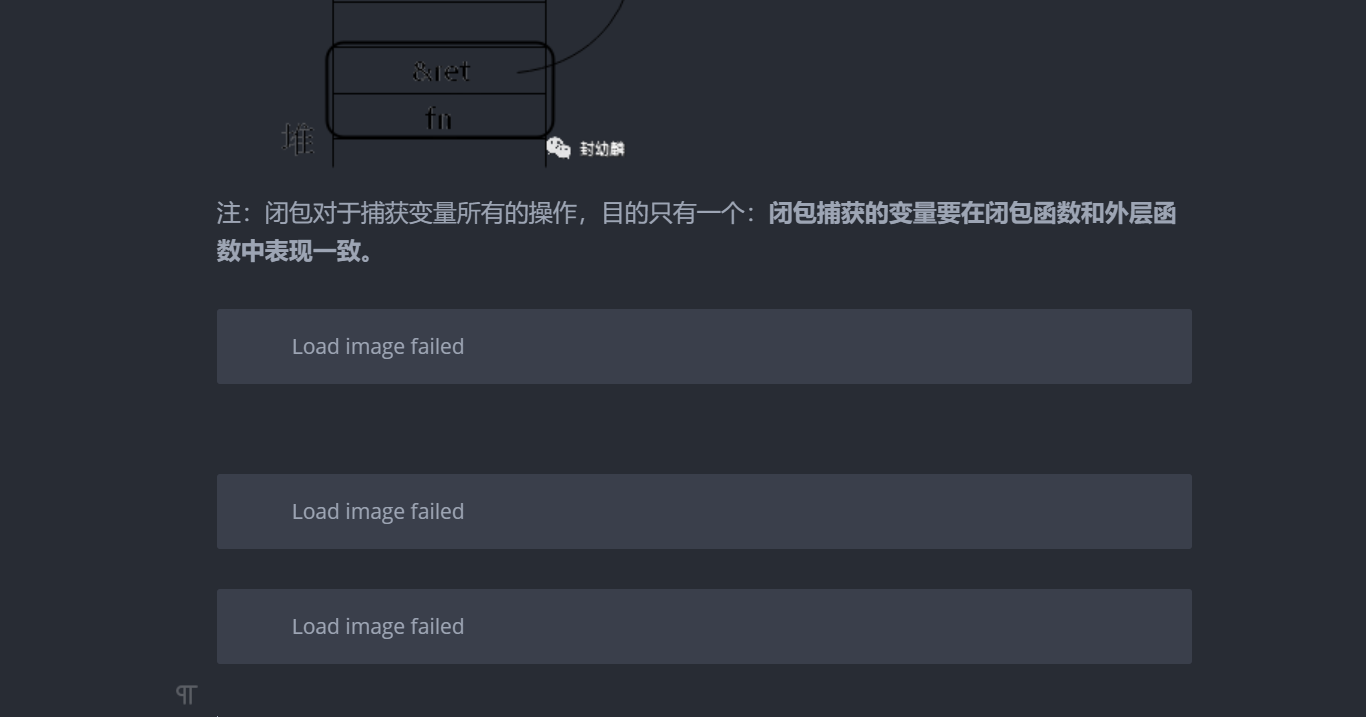 &ret
fn
堆
封幼麟
注：闭包对于捕获变量所有的操作，目的只有一个：闭包捕获的变量要在闭包函数和外层函
数中表现一致。
Load image failed
Load image failed
Load image failed